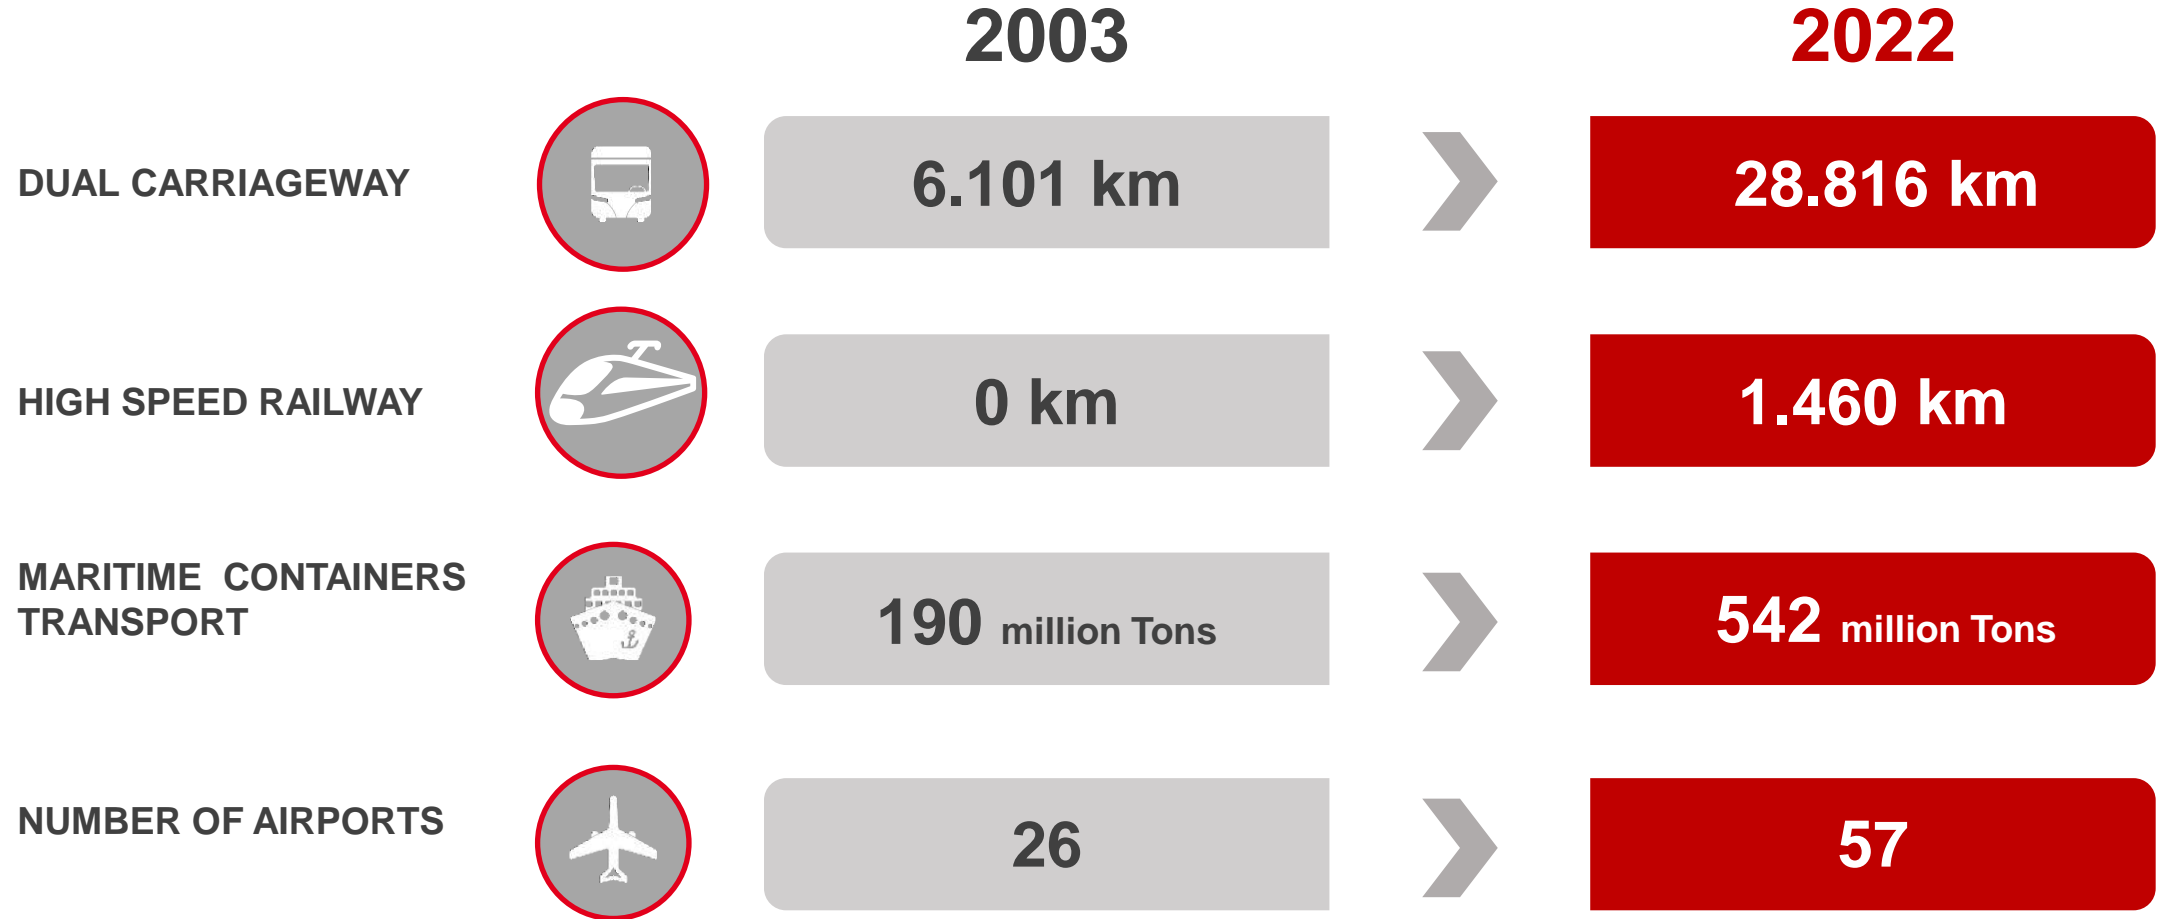 2003 2022
DUAL CARRIAGEWAY 6.101 km 28.816 km
HIGH SPEED RAILWAY 0 km 1.460 km
MARITIME CONTAINERS
TRANSPORT
190 million Tons 542 million Tons
NUMBER OF AIRPORTS 26 57